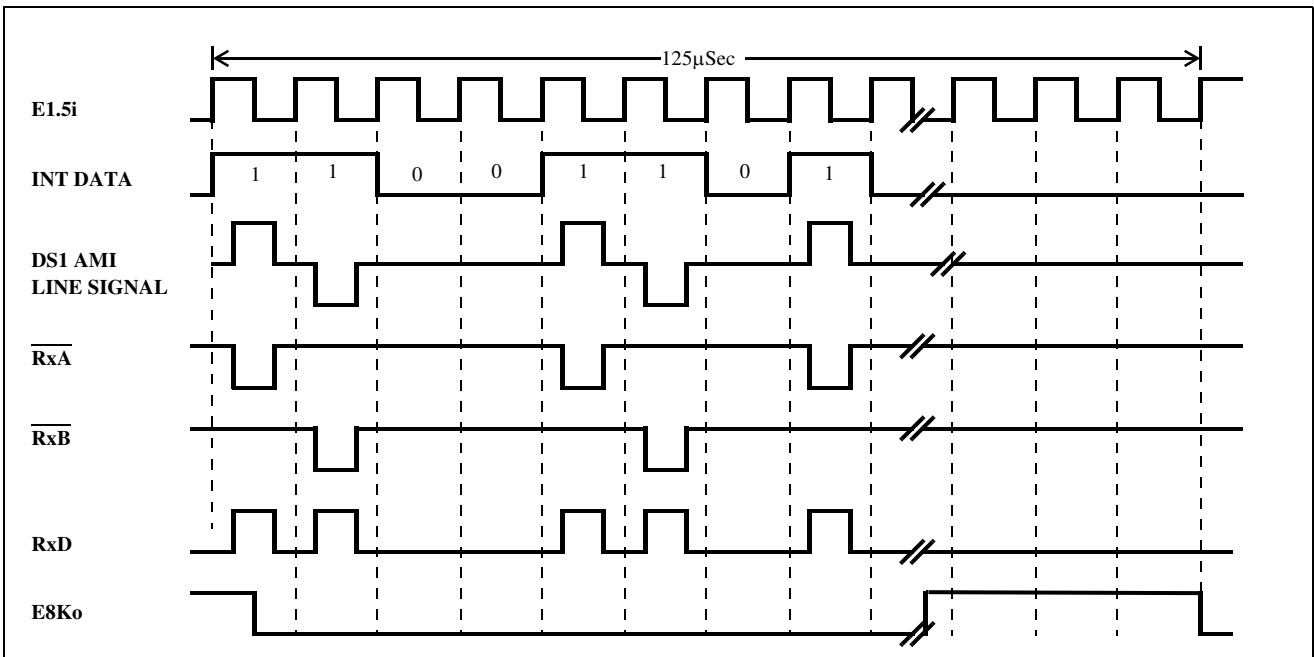 125μSec
E1.5i
INT DATA
1 1 0 0 1 1 0 1
DS1 AMI
LINE SIGNAL
RxA
RxB
RxD
E8Ko